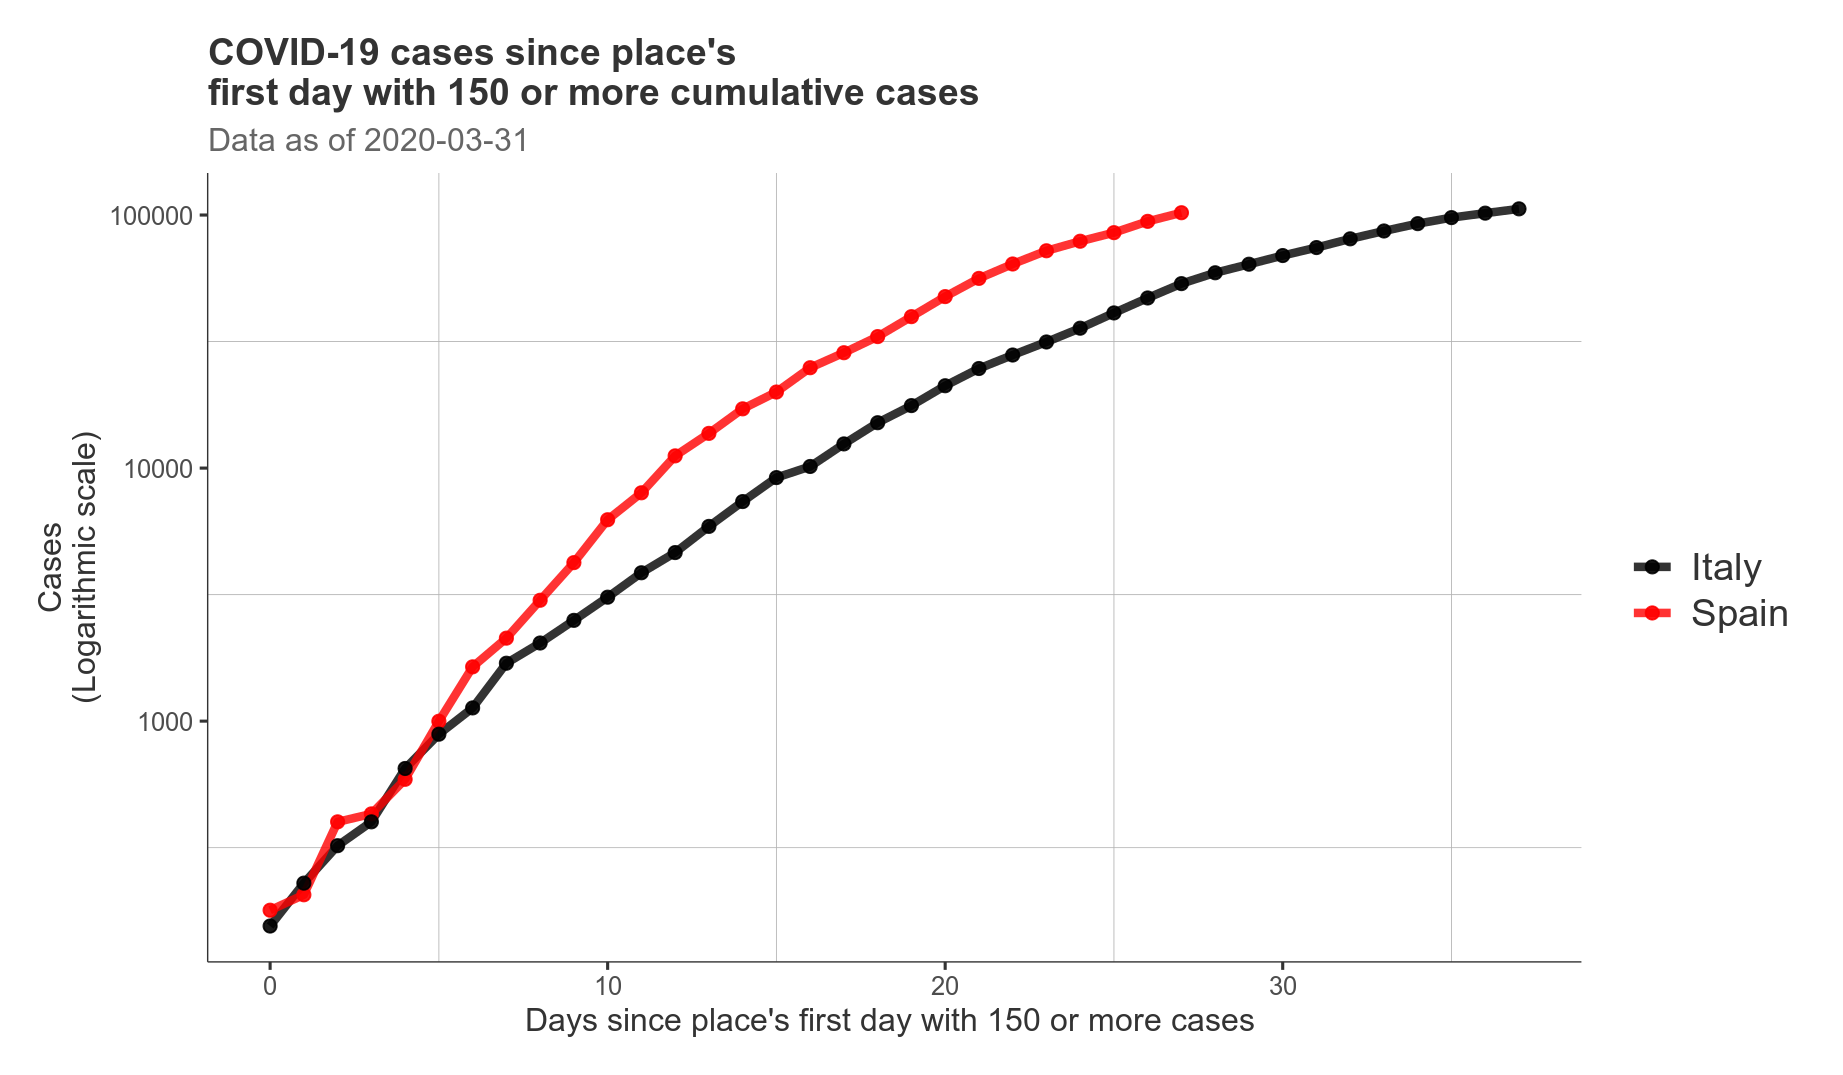 COVID-19 cases since place's
first day with 150 or more cumulative cases
Data as of 2020-03-31
100000
10000
1000
Cases
(Logarithmic scale)
0
10
20
30
Days since place's first day with 150 or more cases
Italy
Spain